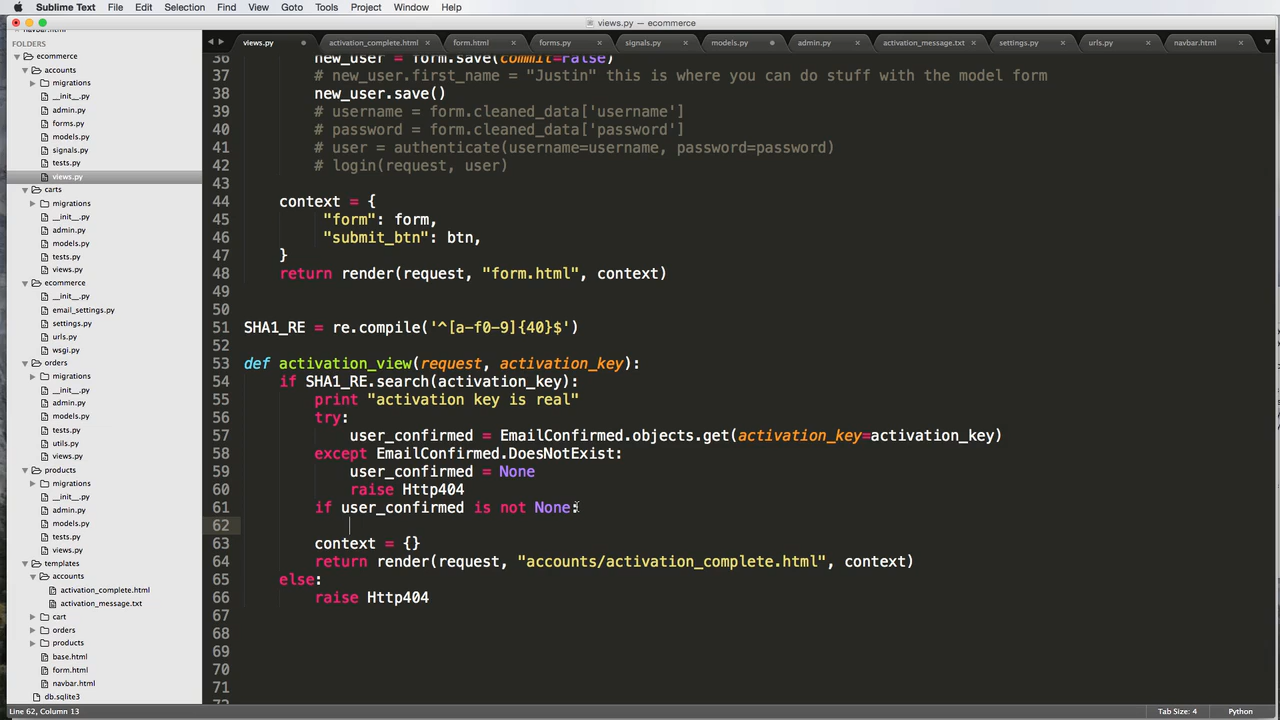 Sublime Text File Edit Selection Find View Goto Tools Project Window Help
views.py — ecommerce
navbar.html
FOLDERS
ecommerce
accounts
migrations
__init__.py
admin.py
forms.py
models.py
signals.py
tests.py
views.py
carts
migrations
__init__.py
admin.py
models.py
tests.py
views.py
ecommerce
__init__.py
email_settings.py
settings.py
urls.py
wsgi.py
orders
migrations
__init__.py
admin.py
models.py
tests.py
utils.py
views.py
products
migrations
__init__.py
admin.py
models.py
tests.py
views.py
templates
accounts
activation_complete.html
activation_message.txt
cart
orders
products
base.html
form.html
navbar.html
db.sqlite3
views.py activation_complete.html form.html forms.py signals.py models.py admin.py activation_message.txt settings.py urls.py navbar.html
36 new_user = form.save(commit=False)
37 # new_user.first_name = "Justin" this is where you can do stuff with the model form
38 new_user.save()
39 # username = form.cleaned_data['username']
40 # password = form.cleaned_data['password']
41 # user = authenticate(username=username, password=password)
42 # login(request, user)
43
44 context = {
45 "form": form,
46 "submit_btn": btn,
47 }
48 return render(request, "form.html", context)
49
50
51 SHA1_RE = re.compile('^[a-f0-9]{40}$')
52
53 def activation_view(request, activation_key):
54 if SHA1_RE.search(activation_key):
55 print "activation key is real"
56 try:
57 user_confirmed = EmailConfirmed.objects.get(activation_key=activation_key)
58 except EmailConfirmed.DoesNotExist:
59 user_confirmed = None
60 raise Http404
61 if user_confirmed is not None:
62
63 context = {}
64 return render(request, "accounts/activation_complete.html", context)
65 else:
66 raise Http404
67
68
69
70
71
Line 62, Column 13 Tab Size: 4 Python